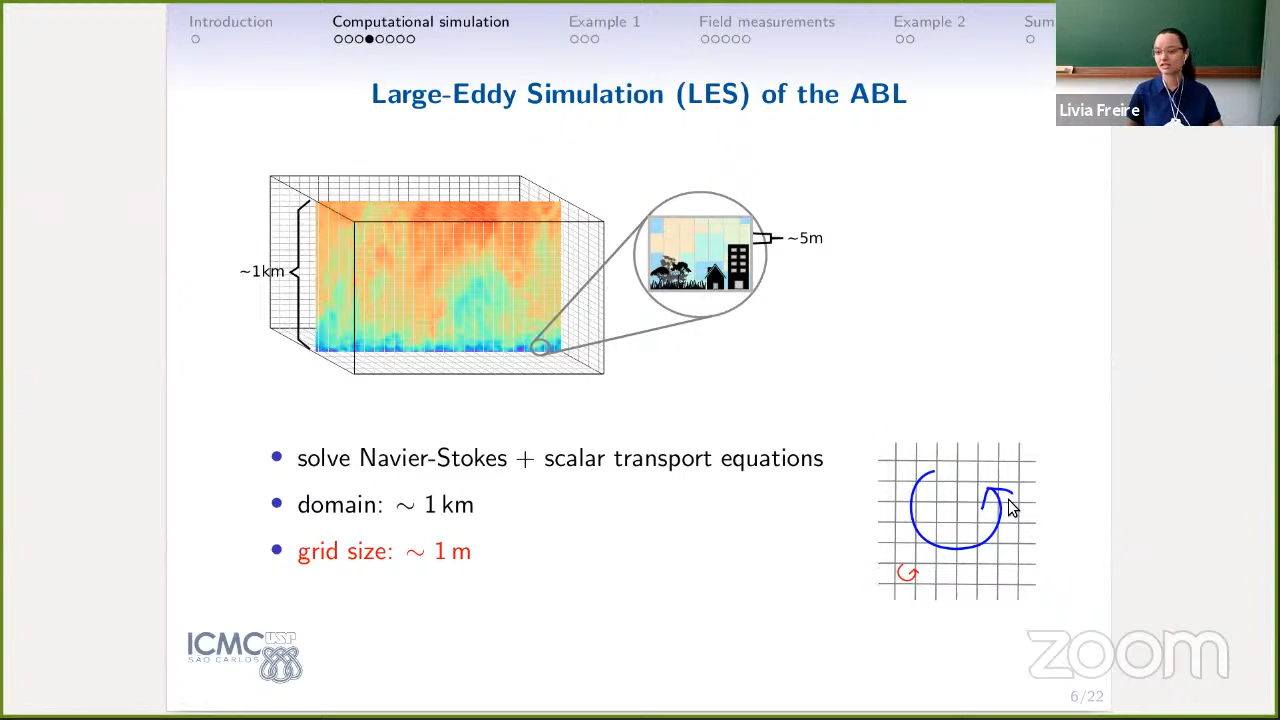 Introduction
Computational simulation
Example 1
Field measurements
Example 2
Sum
Livia Freire
Large-Eddy Simulation (LES) of the ABL
~1km
~5m
• solve Navier-Stokes + scalar transport equations
• domain: ∼ 1 km
• grid size: ∼ 1 m
ICMC USP
SÃO CARLOS
zoom
6/22